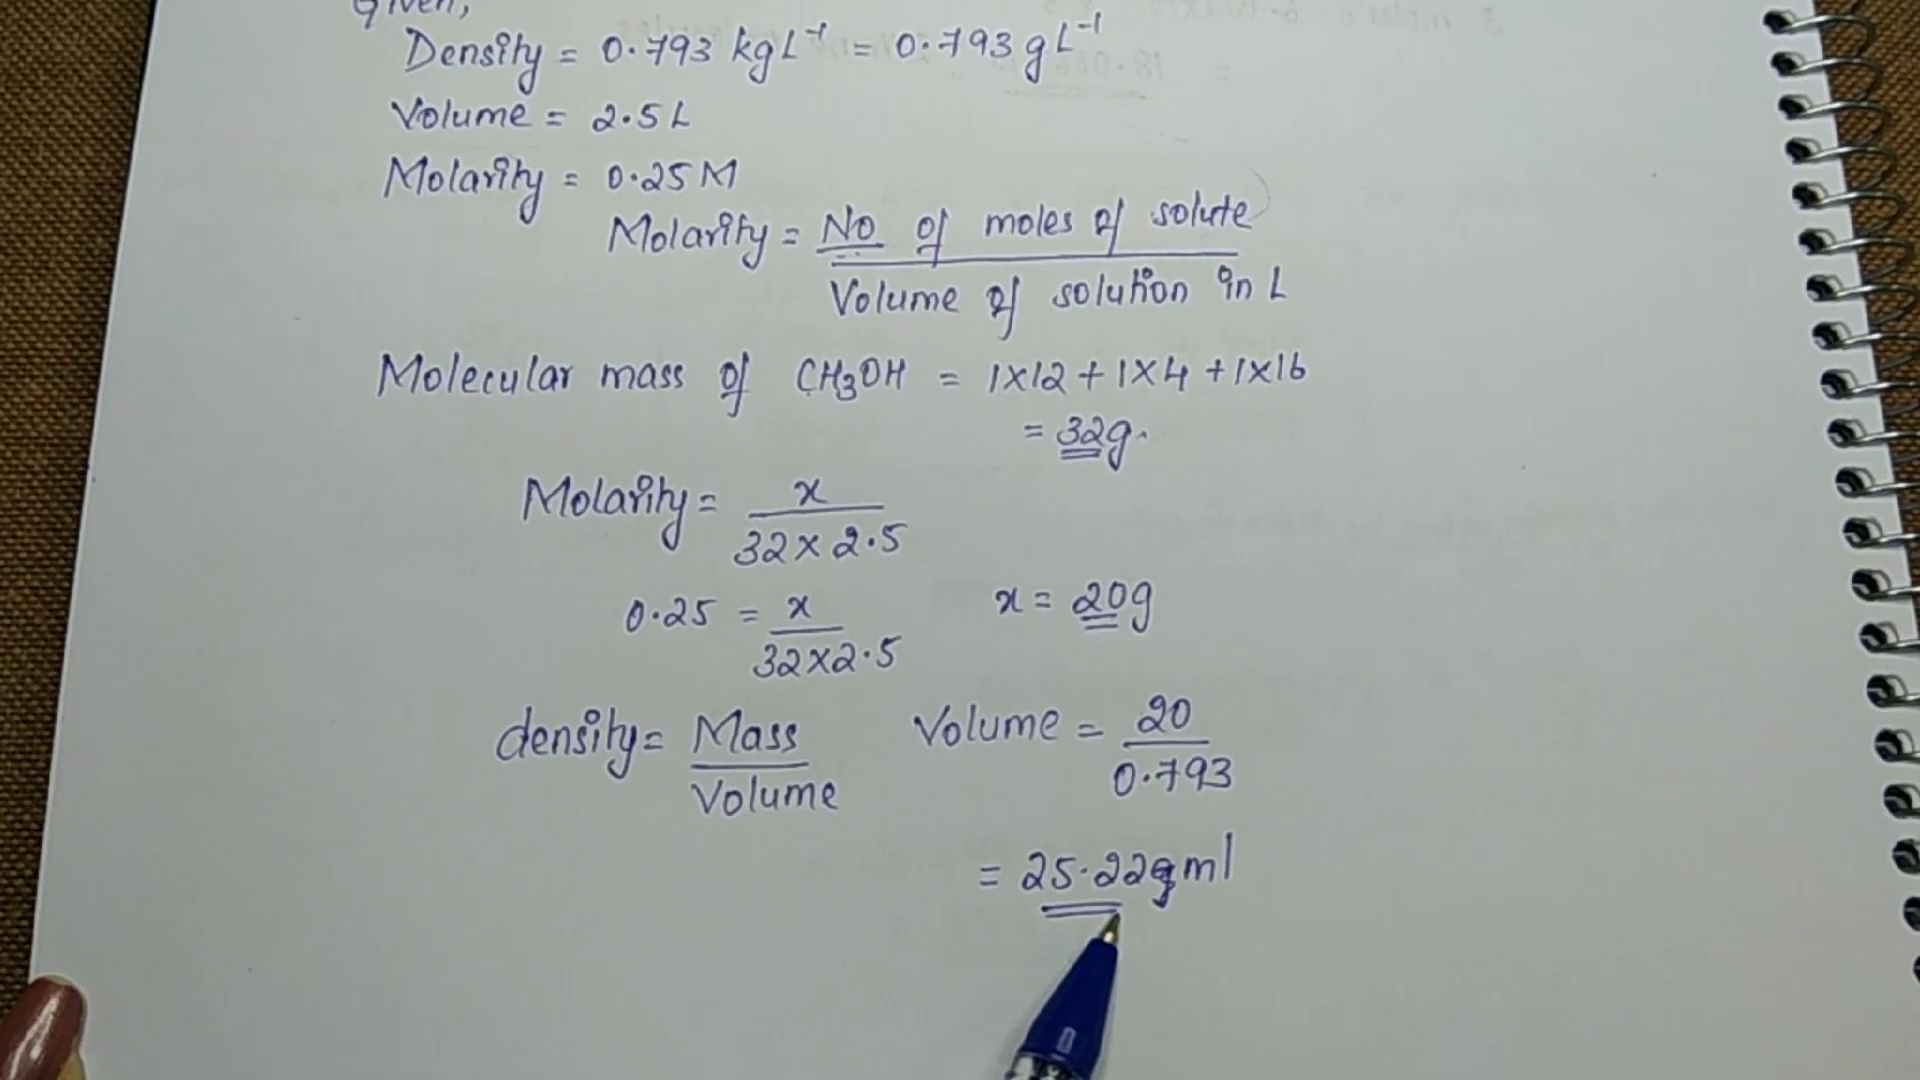 Given,
Density = 0.793 kg L⁻¹ = 0.793 g L⁻¹
Volume = 2.5 L
Molarity = 0.25 M
Molarity = No of moles of solute
Volume of solution in L
Molecular mass of CH₃OH = 1×12 + 1×4 + 1×16
= 32g.
Molarity = x
32 × 2.5
0.25 = x
32×2.5
x = 20g
density = Mass
Volume
Volume = 20
0.793
= 25.22 ml